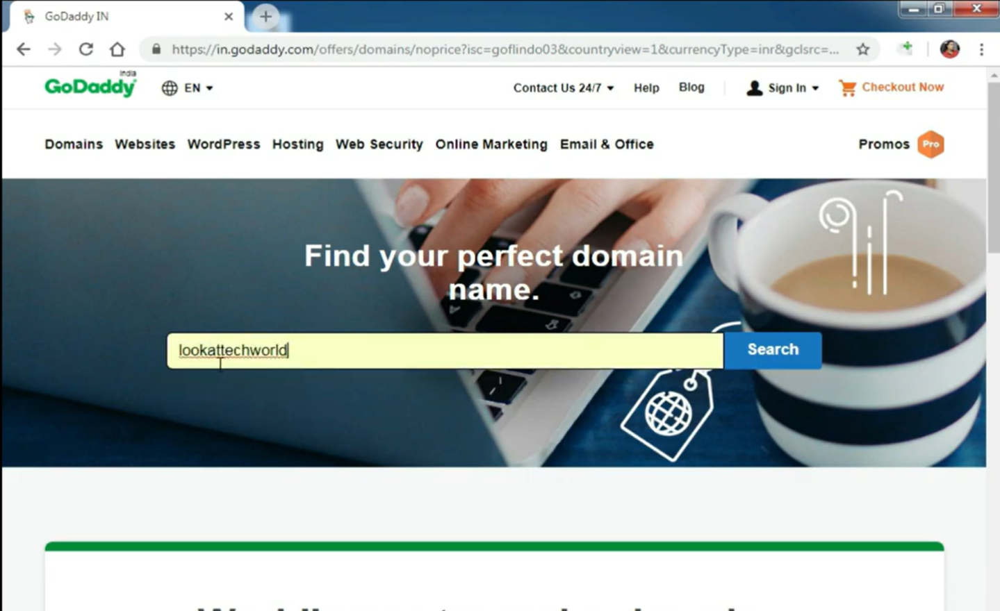 GoDaddy IN
https://in.godaddy.com/offers/domains/noprice?isc=goflindo03&countryview=1&currencyType=inr&gclsrc=...
India
GoDaddy EN Contact Us 24/7 Help Blog Sign In Checkout Now
Domains Websites WordPress Hosting Web Security Online Marketing Email & Office Promos Pro
Find your perfect domain
name.
lookattechworld Search